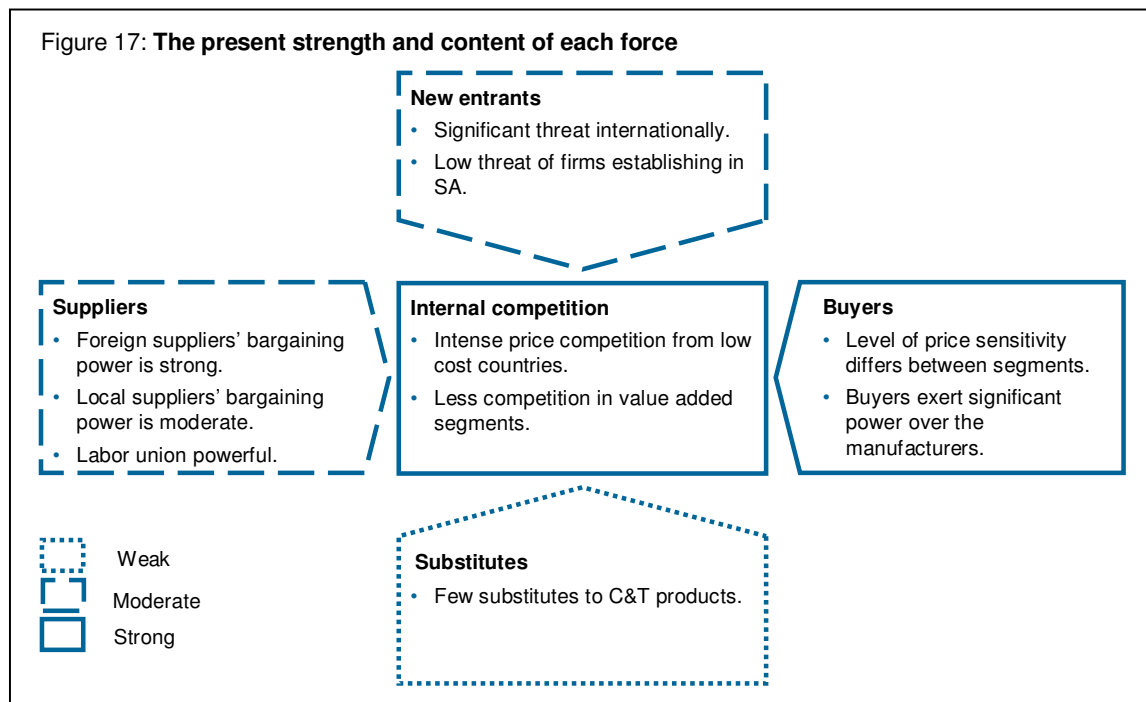 Figure 17: The present strength and content of each force
New entrants
• Significant threat internationally.
• Low threat of firms establishing in
SA.
Suppliers
• Foreign suppliers’ bargaining
power is strong.
• Local suppliers’ bargaining
power is moderate.
• Labor union powerful.
Internal competition
• Intense price competition from low
cost countries.
• Less competition in value added
segments.
Buyers
• Level of price sensitivity
differs between segments.
• Buyers exert significant
power over the
manufacturers.
Substitutes
• Few substitutes to C&T products.
Weak
Moderate
Strong